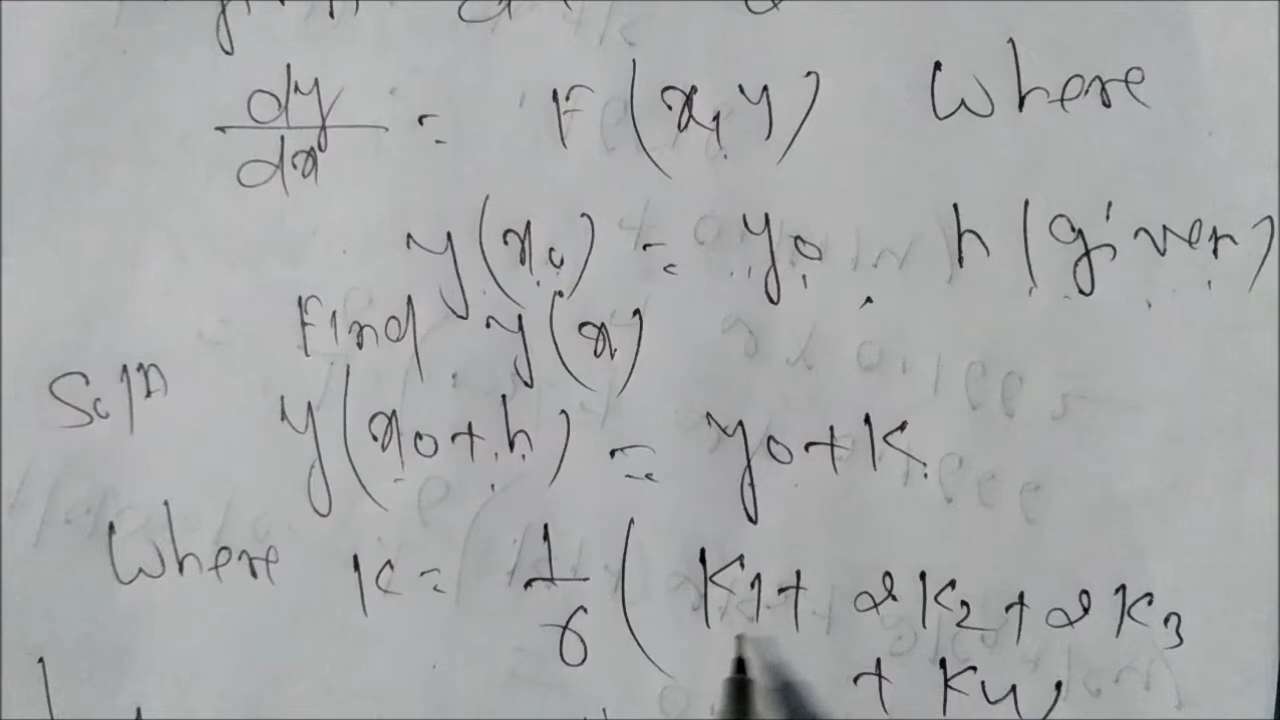 dy/dx = F(x, y) Where
y(x0) = y0 h (given)
Find y(x)
Soln
y(x0+h) = y0+K
Where K = 1/6 ( K1+ 2K2+2K3
+ K4)